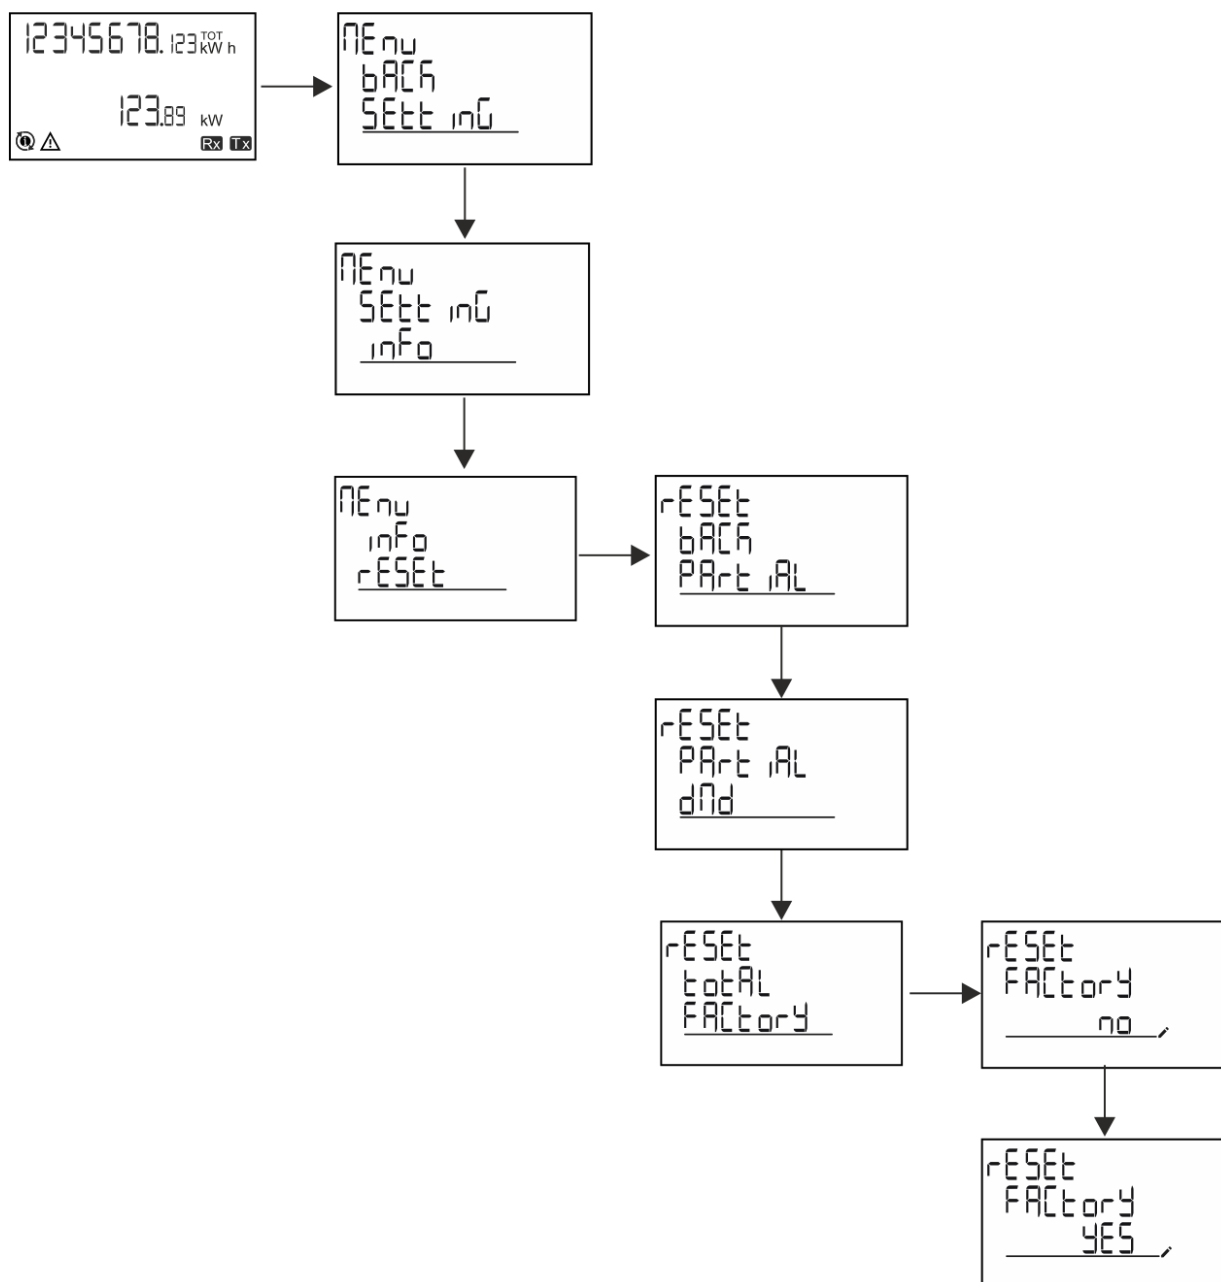 12345678.123 TOT kWh
123.89 kW
Rx Tx
MEnu
bACK
SEttinG
MEnu
SEttinG
inFo
MEnu
inFo
rESEt
rESEt
bACK
PArtiAL
rESEt
PArtiAL
dMd
rESEt
totAL
FACtorY
rESEt
FACtorY
no
rESEt
FACtorY
YES